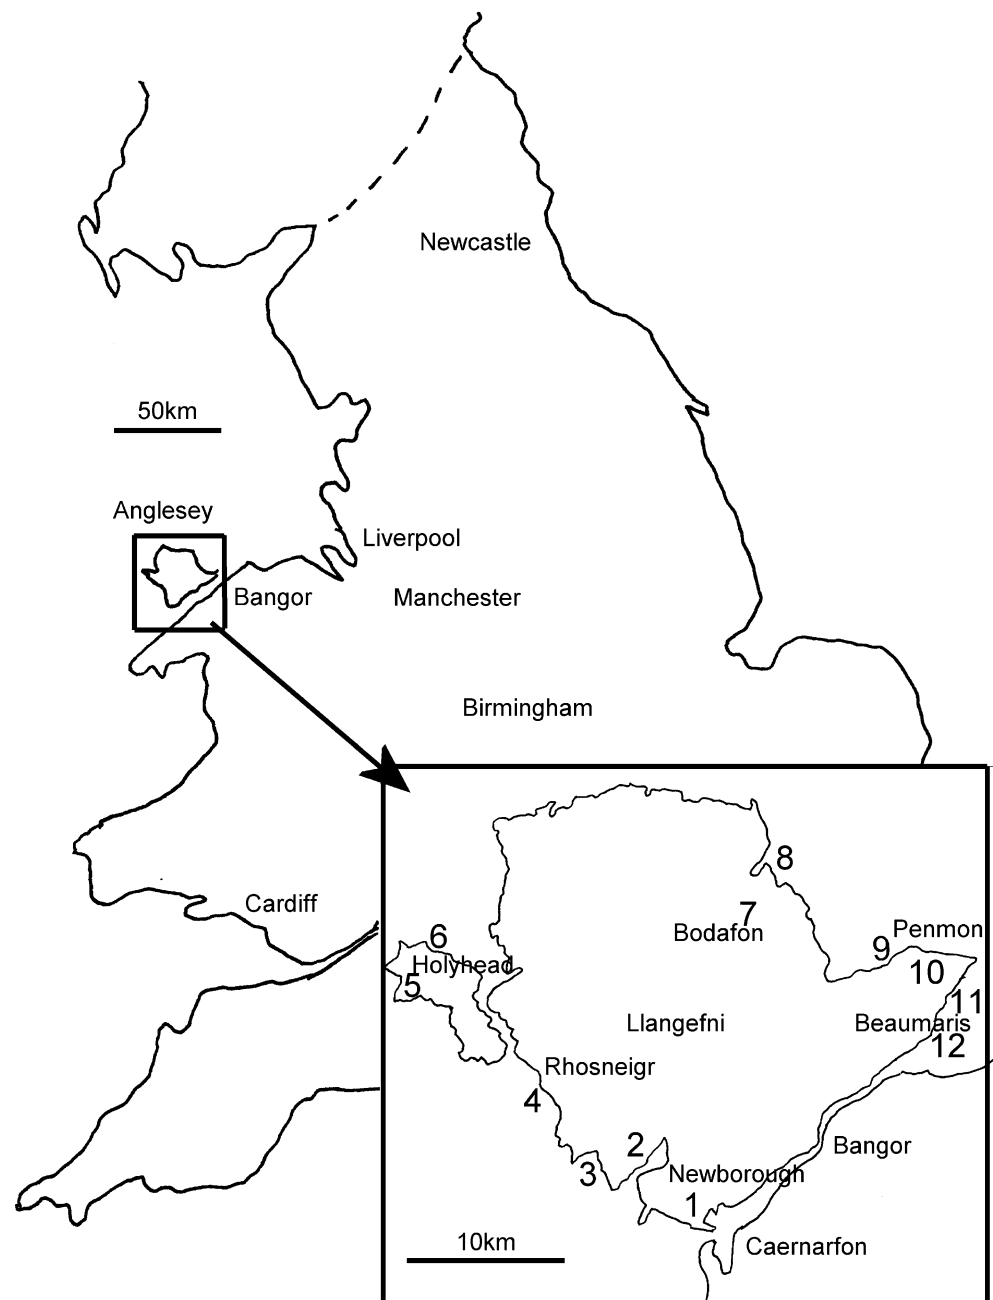 Newcastle
50km
Anglesey
Liverpool
Bangor
Manchester
Birmingham
Cardiff
8
7
Bodafon
Penmon
6
9
Holyhead
10
5
11
Llangefni
Beaumaris
12
Rhosneigr
4
2
Bangor
3
Newborough
1
10km
Caernarfon